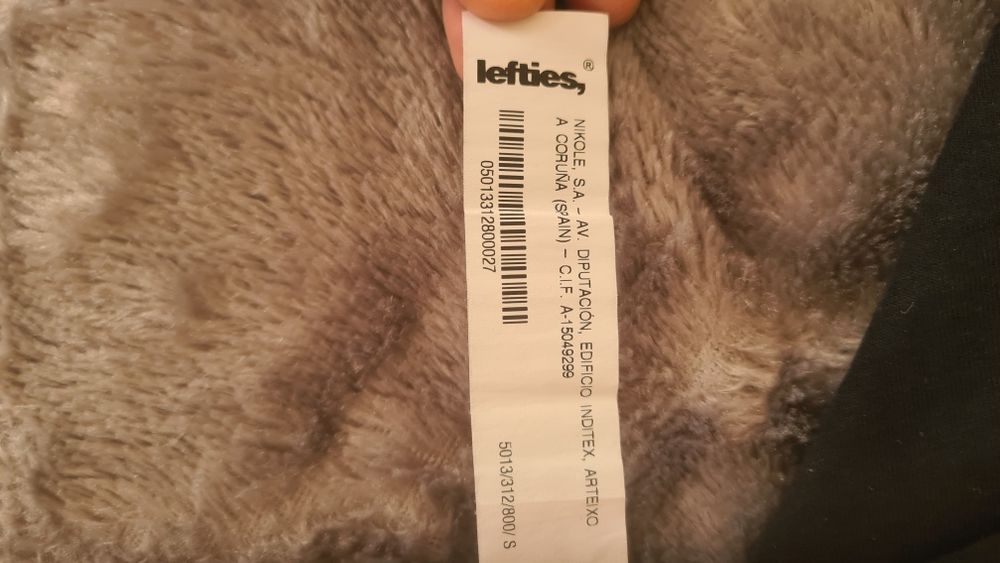 lefties,®
NIKOLE, S.A. – AV. DIPUTACIÓN, EDIFICIO INDITEX, ARTEIXO
A CORUÑA (SPAIN) – C.I.F. A-15049299
05013312800027
5013/312/800/ S